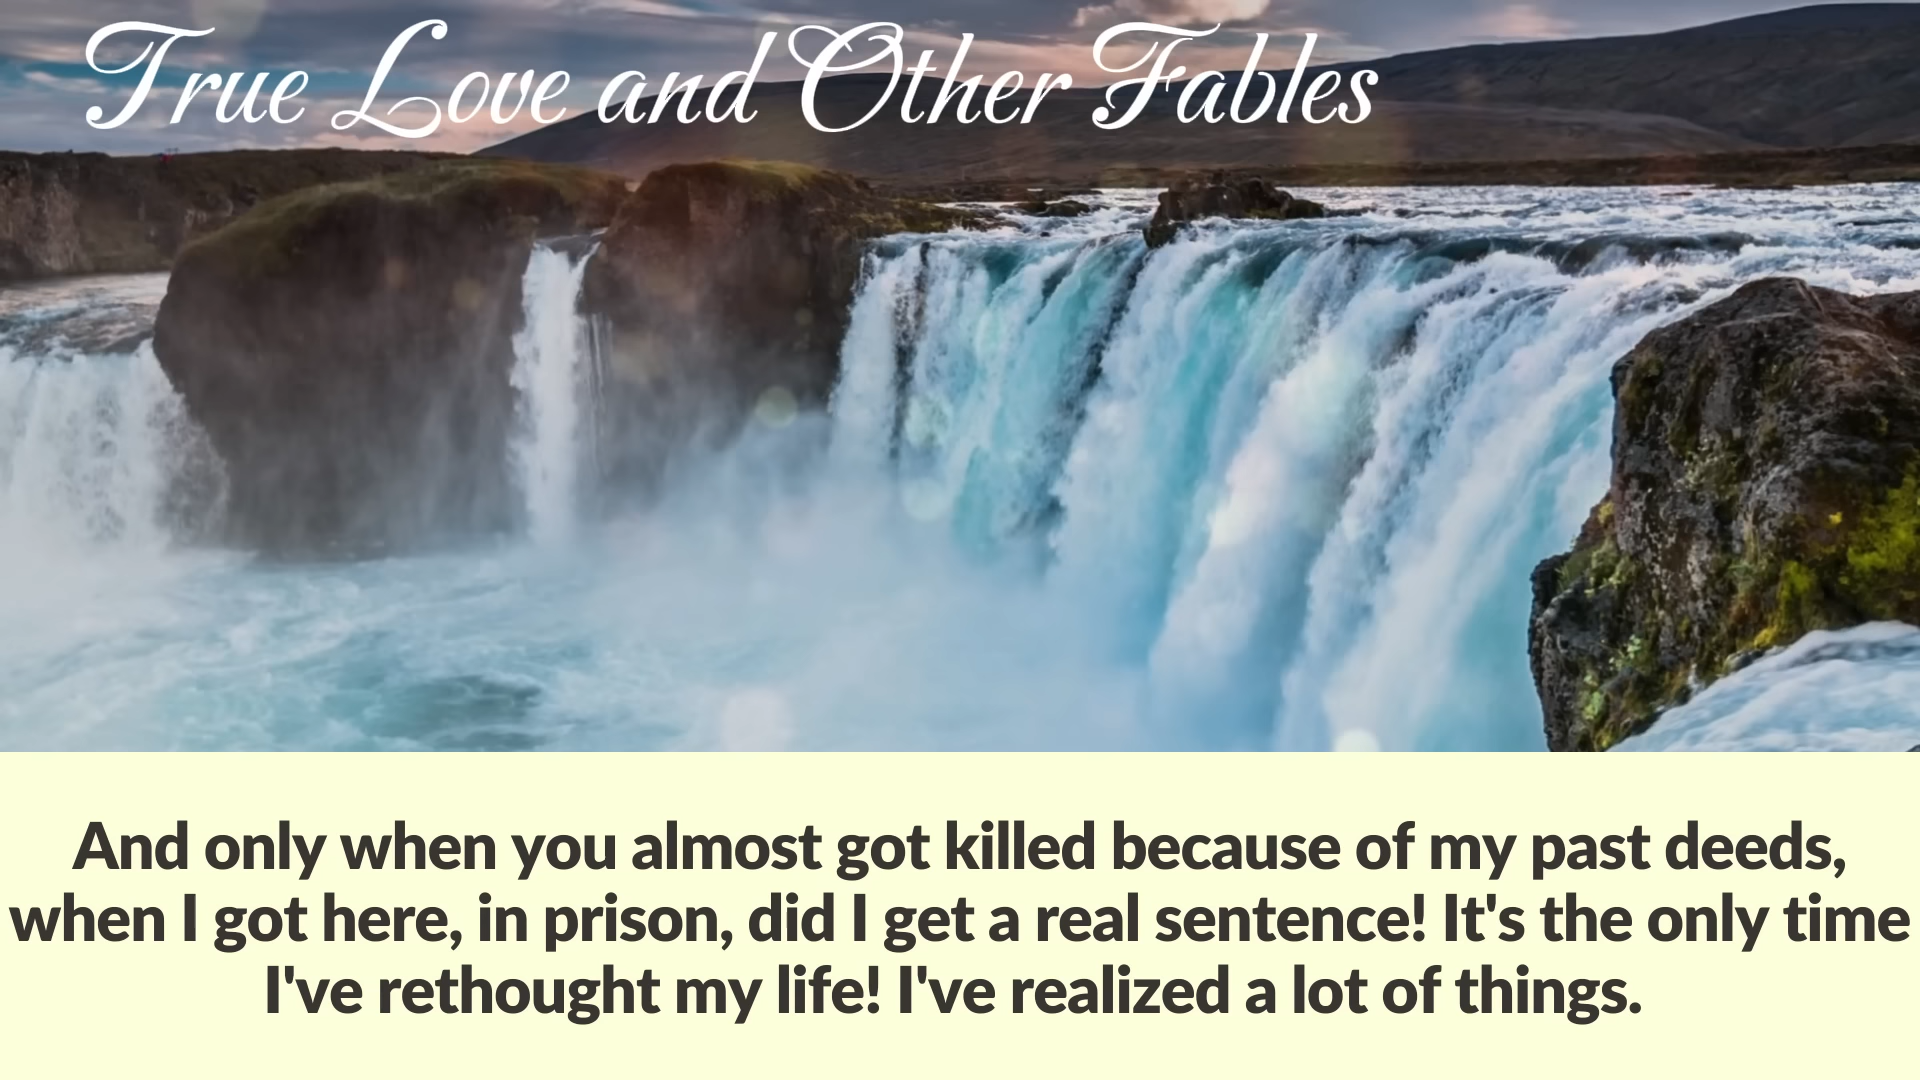 True Love and Other Fables
And only when you almost got killed because of my past deeds,
when I got here, in prison, did I get a real sentence! It's the only time
I've rethought my life! I've realized a lot of things.